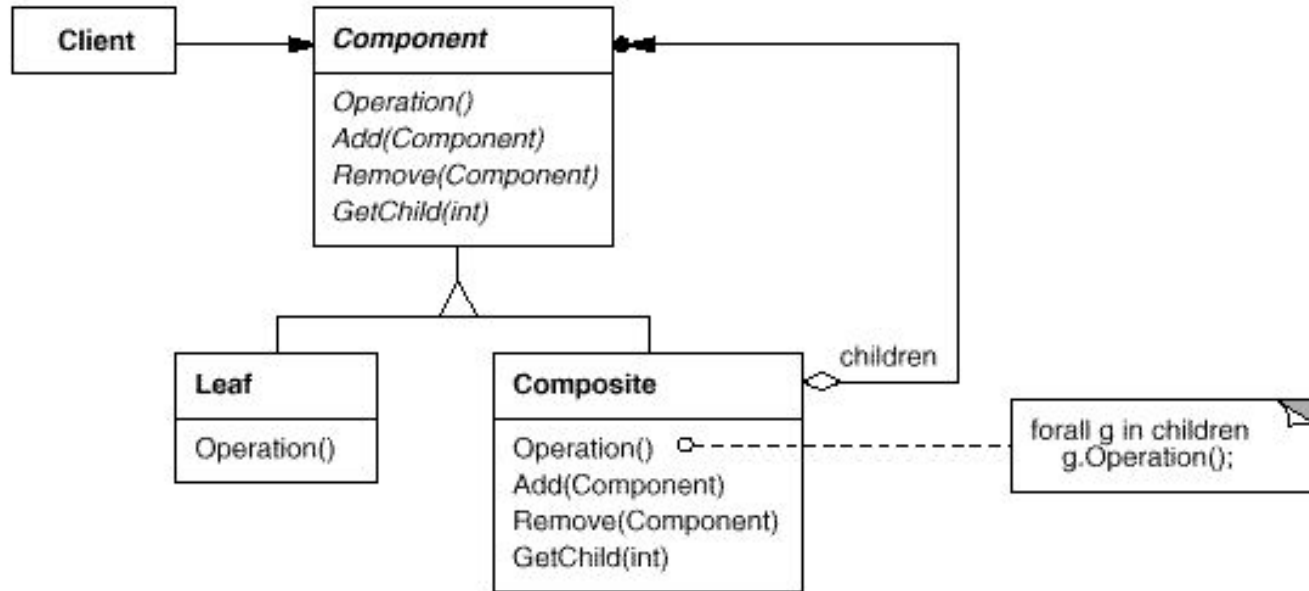 Client
Component
Operation()
Add(Component)
Remove(Component)
GetChild(int)
children
Leaf
Operation()
Composite
Operation()
Add(Component)
Remove(Component)
GetChild(int)
forall g in children
g.Operation();